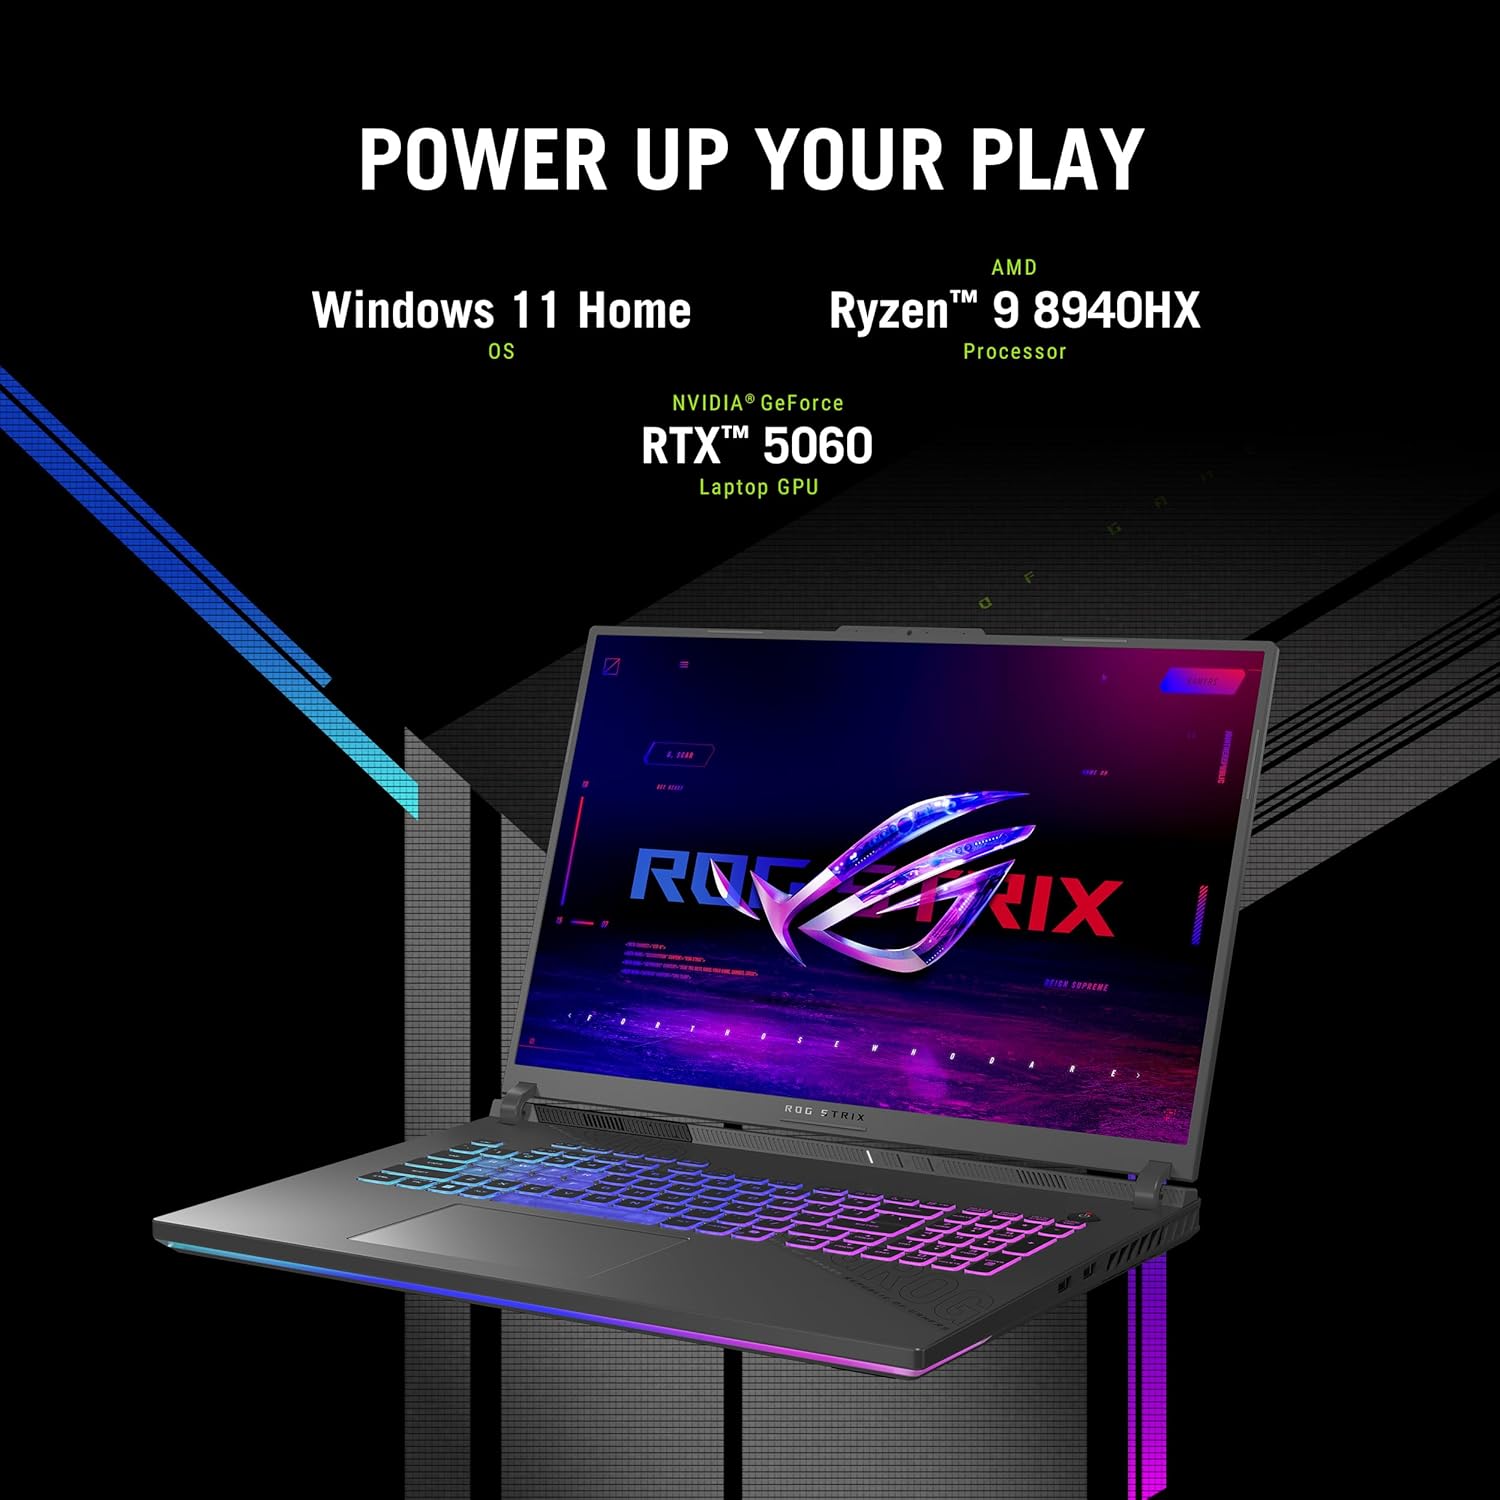 POWER UP YOUR PLAY
Windows 11 Home
OS
AMD
Ryzen™ 9 8940HX
Processor
NVIDIA® GeForce
RTX™ 5060
Laptop GPU
O F G A M E
G. SCAR
ROG STRIX
REIGN SUPREME
‹ F O R T H O S E W H O D A R E ›
ROG STRIX